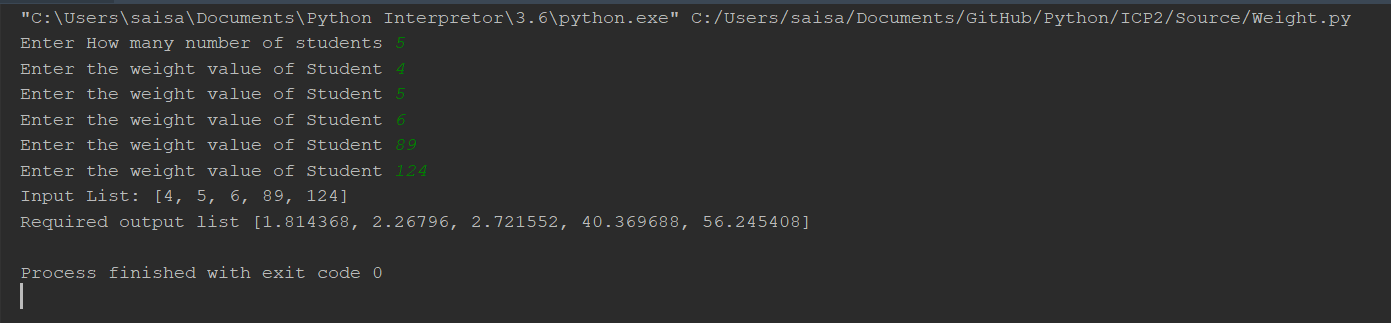 "C:\Users\saisa\Documents\Python Interpretor\3.6\python.exe" C:/Users/saisa/Documents/GitHub/Python/ICP2/Source/Weight.py
Enter How many number of students 5
Enter the weight value of Student 4
Enter the weight value of Student 5
Enter the weight value of Student 6
Enter the weight value of Student 89
Enter the weight value of Student 124
Input List: [4, 5, 6, 89, 124]
Required output list [1.814368, 2.26796, 2.721552, 40.369688, 56.245408]
Process finished with exit code 0